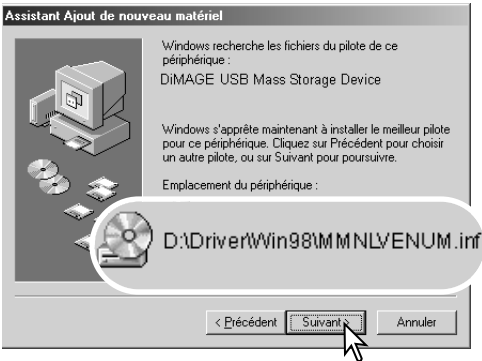 Assistant Ajout de nouveau matériel
Windows recherche les fichiers du pilote de ce
périphérique :
DiMAGE USB Mass Storage Device
Windows s'apprête maintenant à installer le meilleur pilote
pour ce périphérique. Cliquez sur Précédent pour choisir
un autre pilote, ou sur Suivant pour poursuivre.
Emplacement du périphérique :
D:\Driver\Win98\MMNLVENUM.inf
< Précédent
Suivant >
Annuler